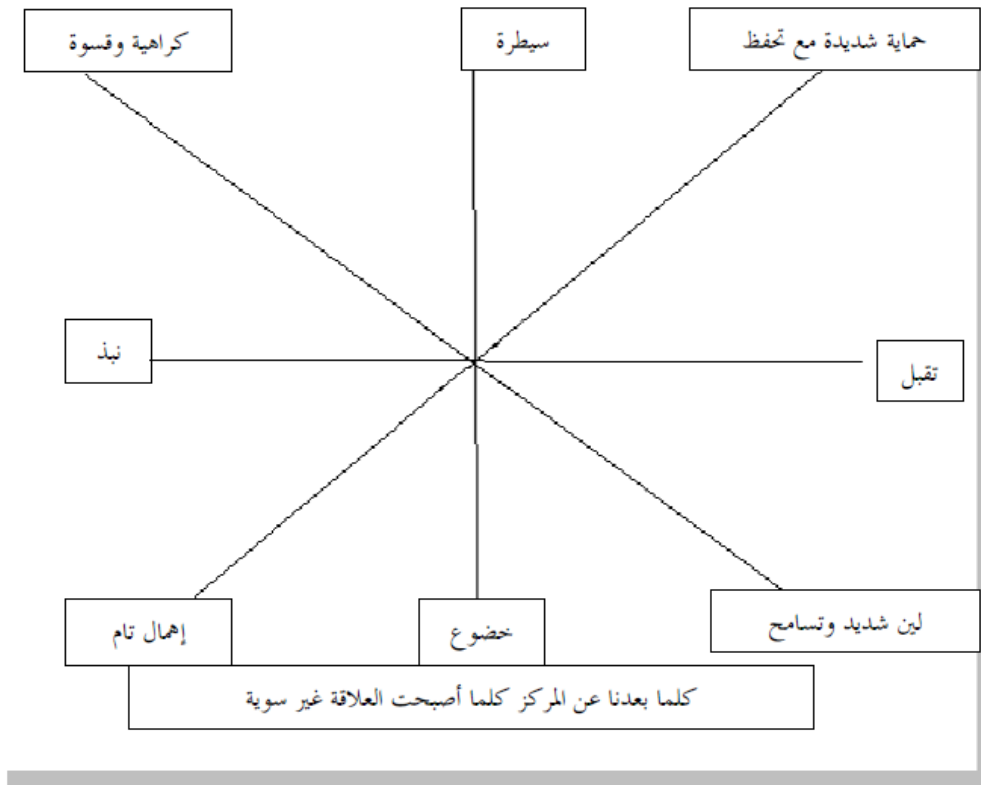 حماية شديدة مع تحفظ
سيطرة
كراهية وقسوة
تقبل
نبذ
لين شديد وتسامح
خضوع
إهمال تام
كلما بعدنا عن المركز كلما أصبحت العلاقة غير سوية